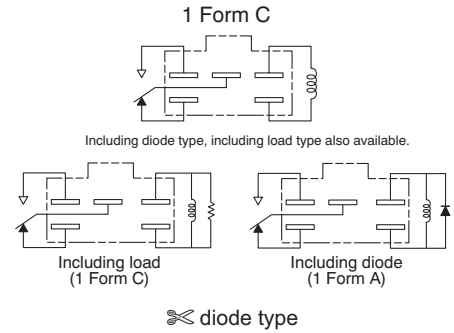 1 Form C
Including diode type, including load type also available.
Including load
(1 Form C)
Including diode
(1 Form A)
✄ diode type